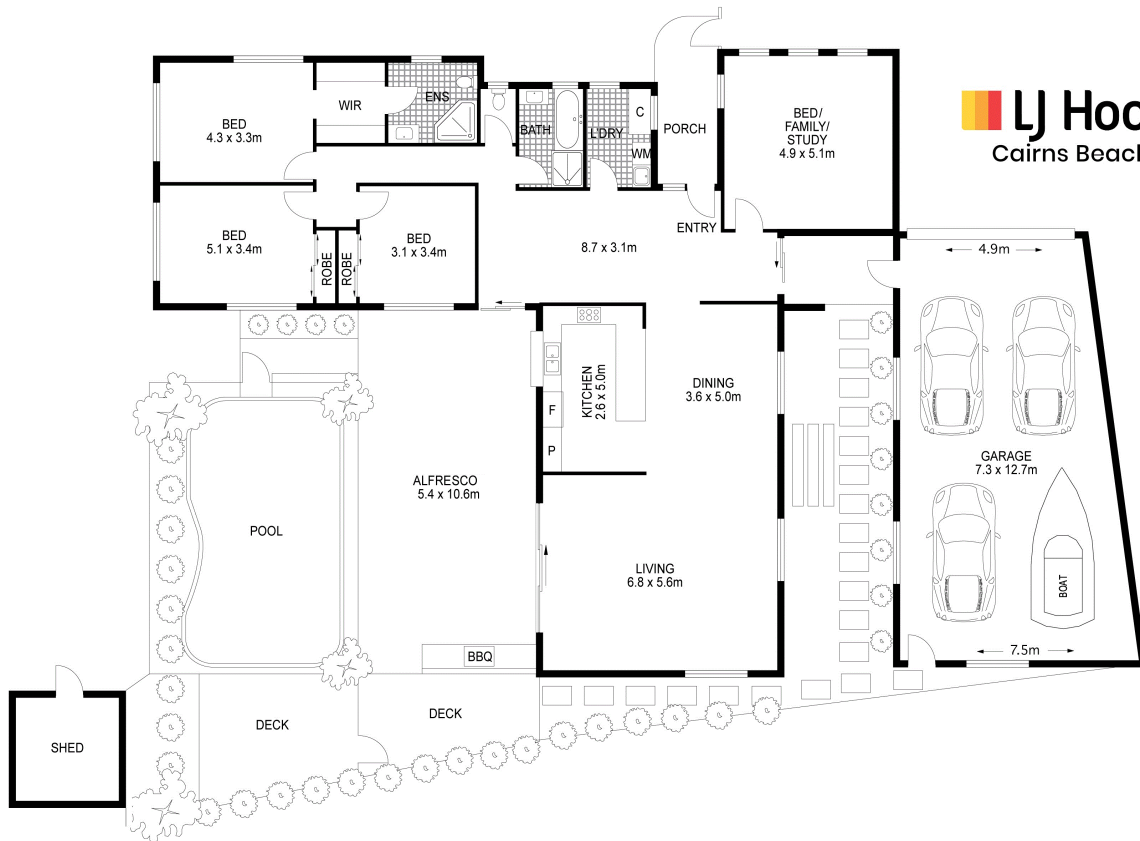 BED
4.3 x 3.3m
WIR
ENS
BATH
L'DRY
C
WM
PORCH
BED/
FAMILY/
STUDY
4.9 x 5.1m
LJ Hoo
Cairns Beach
BED
5.1 x 3.4m
ROBE
ROBE
BED
3.1 x 3.4m
8.7 x 3.1m
ENTRY
4.9m
KITCHEN
2.6 x 5.0m
F
P
DINING
3.6 x 5.0m
GARAGE
7.3 x 12.7m
ALFRESCO
5.4 x 10.6m
POOL
LIVING
6.8 x 5.6m
BOAT
7.5m
BBQ
DECK
DECK
SHED